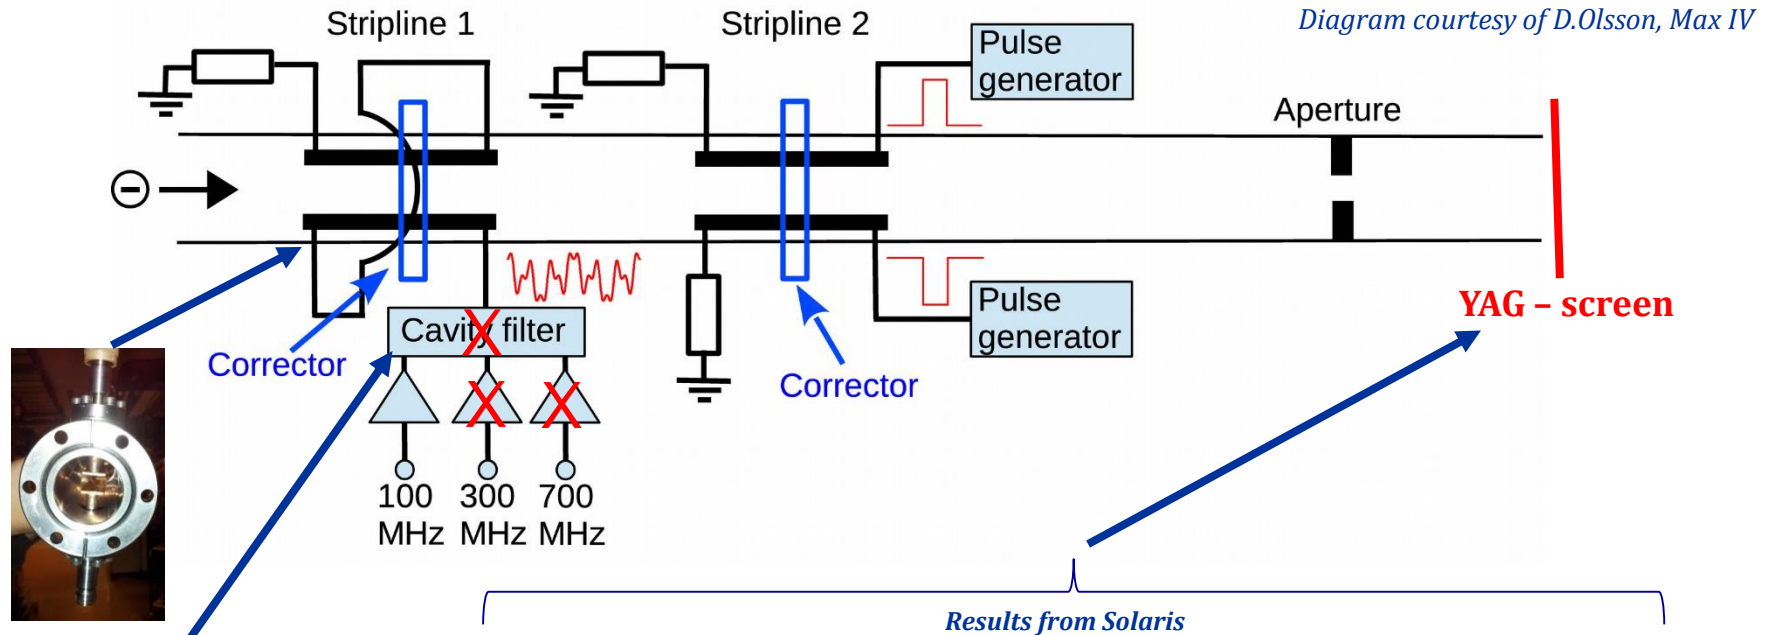 Diagram courtesy of D.Olsson, Max IV
Stripline 1
Stripline 2
Pulse
generator
Aperture
Corrector
Cavity filter
Pulse
generator
YAG – screen
Corrector
100
MHz
300
MHz
700
MHz
Results from Solaris